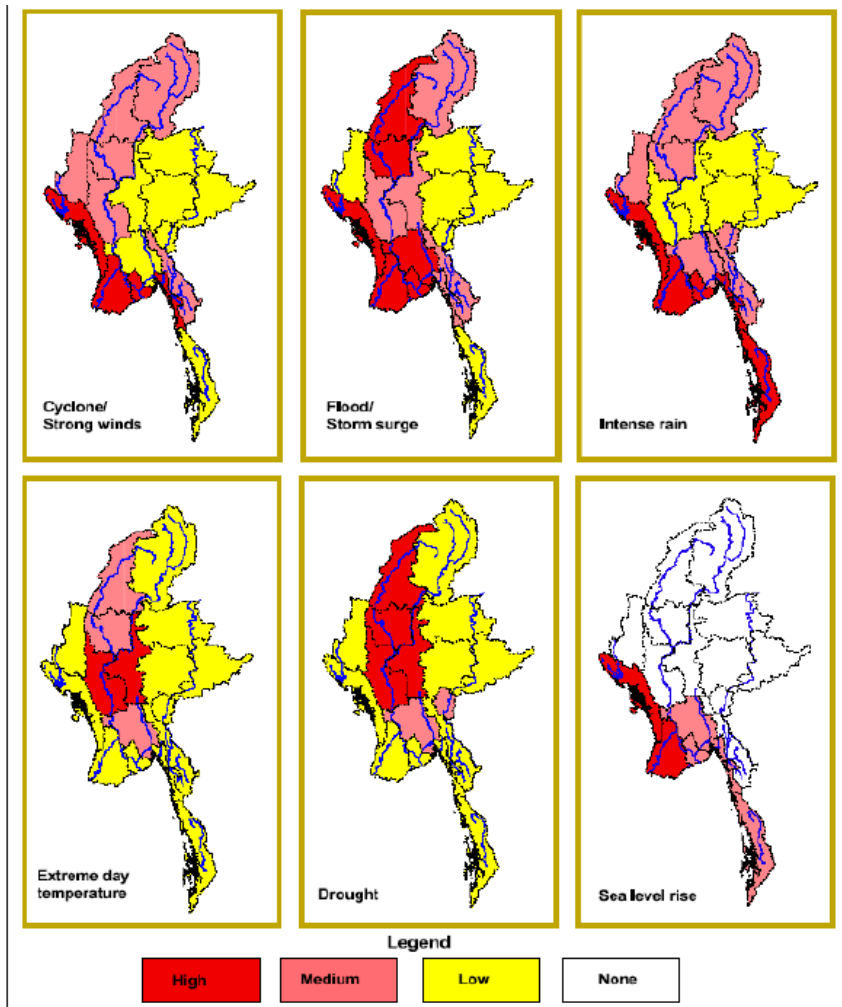 Cyclone/
Strong winds
Flood/
Storm surge
Intense rain
Extreme day
temperature
Drought
Sea level rise
Legend
High
Medium
Low
None